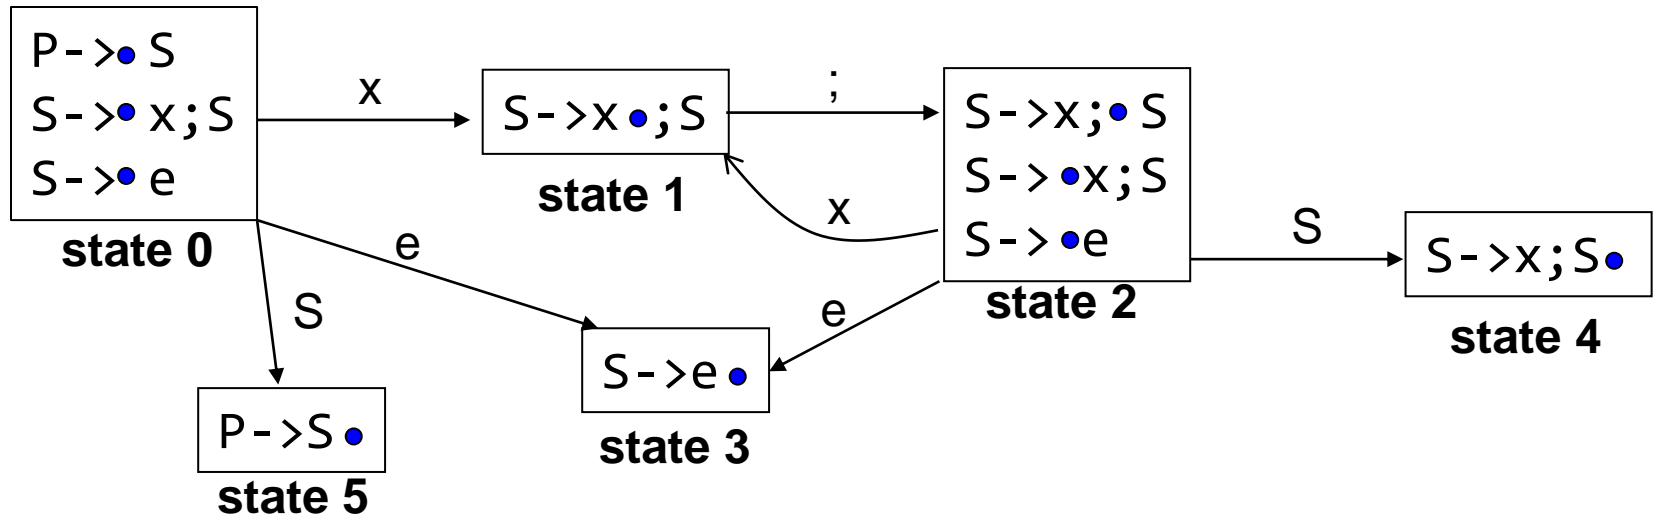 P->• S
S->• x;S
S->• e
state 0
x
S->x•;S
state 1
;
S->x;• S
S->•x;S
S->•e
state 2
x
e
S
e
S
S->x;S•
state 4
S->e•
state 3
P->S•
state 5